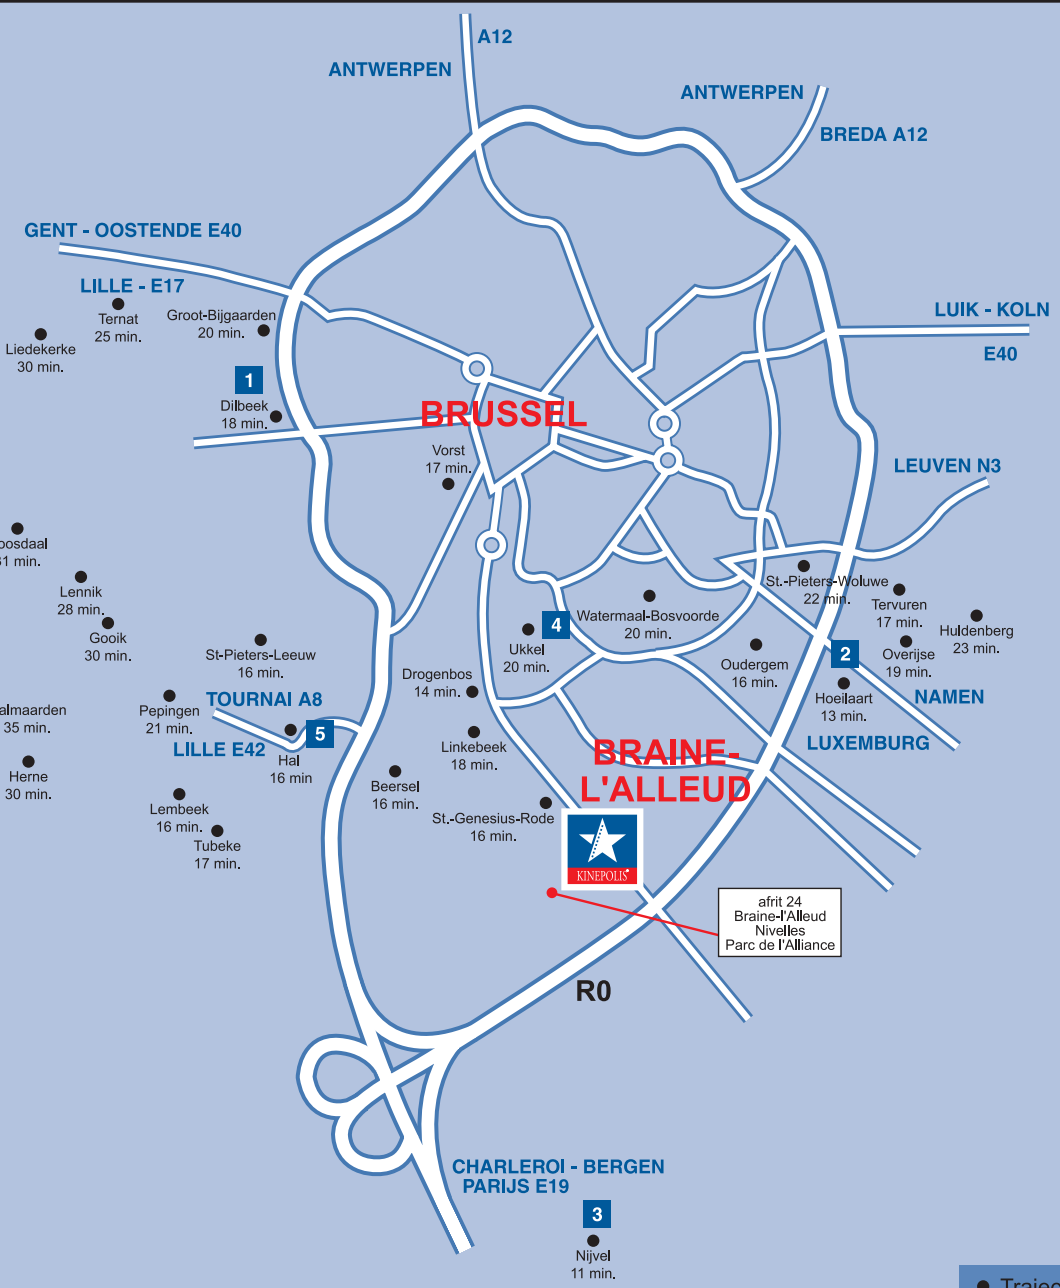 A12
ANTWERPEN
ANTWERPEN
BREDA A12
GENT - OOSTENDE E40
LILLE - E17
Ternat
25 min.
Groot-Bijgaarden
20 min.
Liedekerke
30 min.
LUIK - KOLN
E40
1
Dilbeek
18 min.
BRUSSEL
Vorst
17 min.
LEUVEN N3
oosdaal
31 min.
Lennik
28 min.
Gooik
30 min.
St-Pieters-Leeuw
16 min.
St.-Pieters-Woluwe
22 min.
Tervuren
17 min.
Huldenberg
23 min.
Watermaal-Bosvoorde
20 min.
4
Ukkel
20 min.
Overijse
19 min.
2
Oudergem
16 min.
Hoeilaart
13 min.
NAMEN
LUXEMBURG
Drogenbos
14 min.
TOURNAI A8
Pepingen
21 min.
almaarden
35 min.
LILLE E42
5
Hal
16 min
Linkebeek
18 min.
BRAINE-
L'ALLEUD
Herne
30 min.
Beersel
16 min.
Lembeek
16 min.
St.-Genesius-Rode
16 min.
Tubeke
17 min.
KINEPOLIS
afrit 24
Braine-l'Alleud
Nivelles
Parc de l'Alliance
R0
CHARLEROI - BERGEN
PARIJS E19
3
Nijvel
11 min.
Trajec